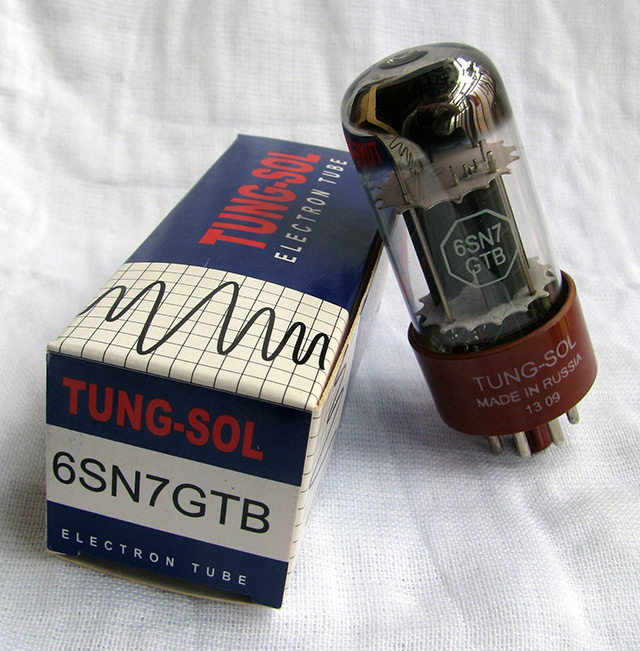 TUNG-SOL
ELECTRON TUBE
TUNG-SOL
6SN7GTB
ELECTRON TUBE
6SN7
GTB
TUNG-SOL
MADE IN RUSSIA
13 09